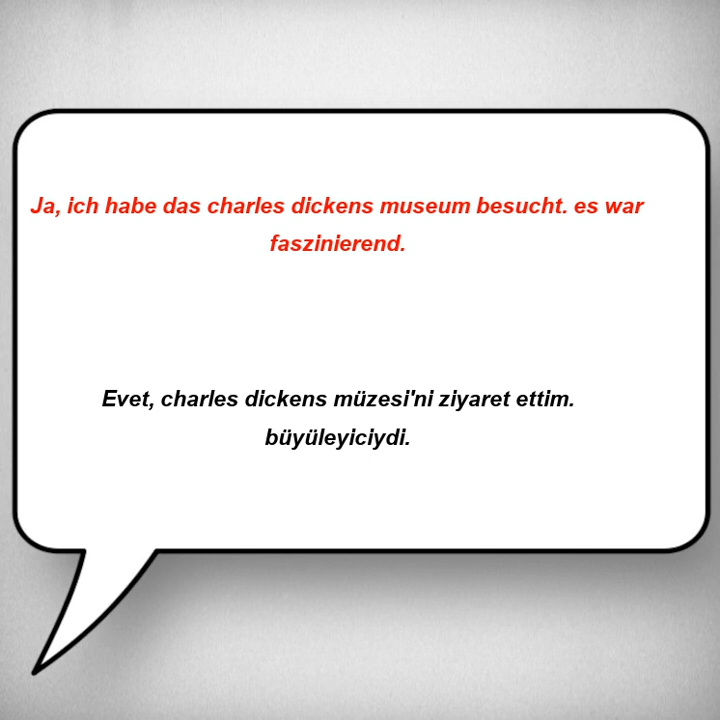 Ja, ich habe das charles dickens museum besucht. es war
faszinierend.
Evet, charles dickens müzesi'ni ziyaret ettim.
büyüleyiciydi.